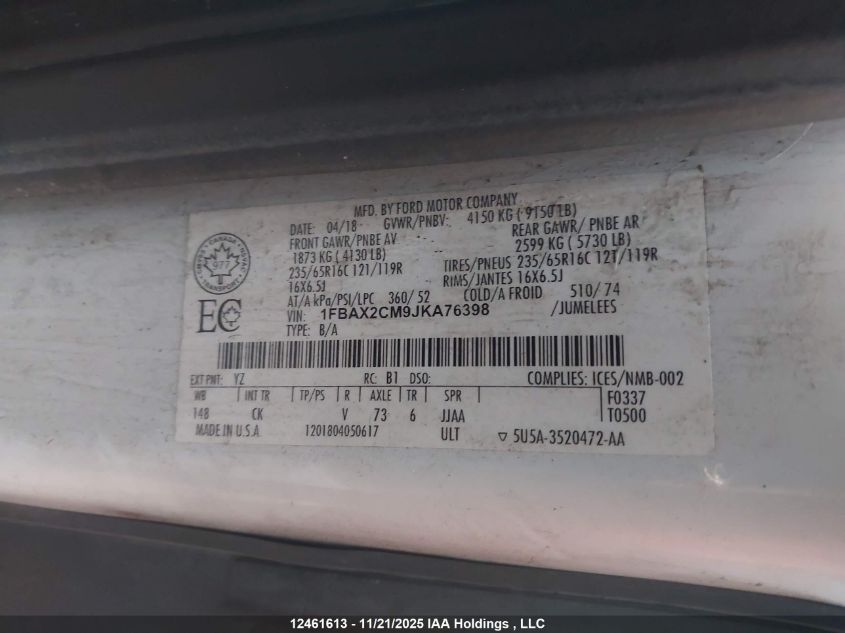 MFD. BY FORD MOTOR COMPANY
DATE: 04/18 GVWR/PNBV: 4150 KG ( 9150 LB)
FRONT GAWR/PNBE AV REAR GAWR/ PNBE AR
1873 KG ( 4130 LB) 2599 KG ( 5730 LB)
235/65R16C 121/119R TIRES/PNEUS 235/65R16C 121/119R
16X6.5J RIMS/JANTES 16X6.5J
AT/A kPa/PSI/LPC 360/ 52 COLD/A FROID 510/ 74
VIN: 1FBAX2CM9JKA76398 /JUMELEES
TYPE: B/A
CANADA
977
TRANSPORT
EC
EXT PNT: YZ RC: B1 DSO: COMPLIES: ICES/NMB-002
WB INT TR TP/PS R AXLE TR SPR F0337
148 CK V 73 6 JJAA T0500
MADE IN U.S.A. 1201804050617 ULT ▽ 5U5A-3520472-AA
12461613 - 11/21/2025 IAA Holdings , LLC